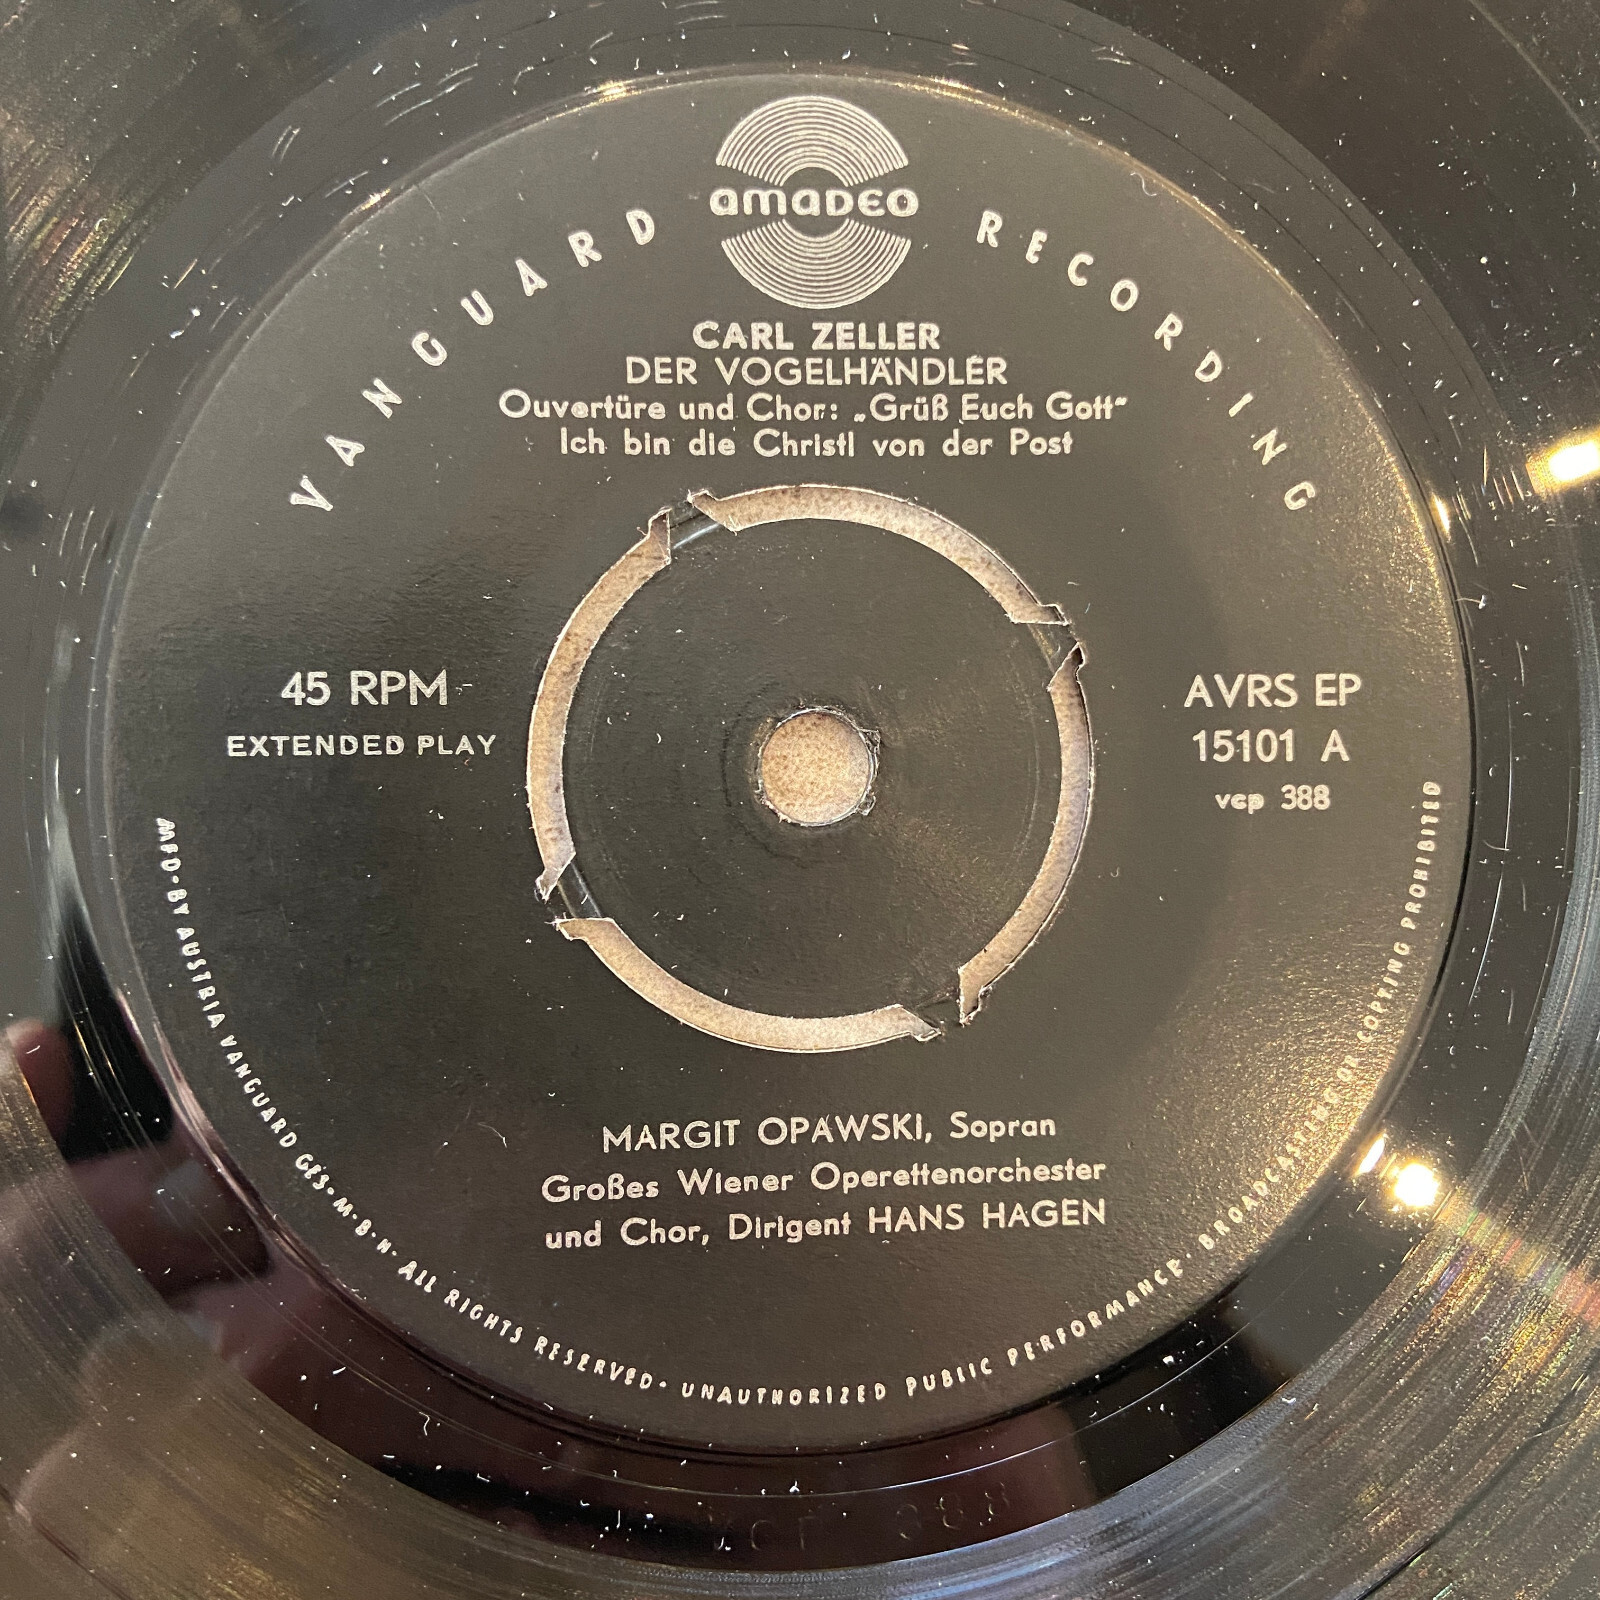 amadeo
VANGUARD RECORDING
CARL ZELLER
DER VOGELHÄNDLER
Ouvertüre und Chor: „Grüß Euch Gott"
Ich bin die Christl von der Post
45 RPM
EXTENDED PLAY
AVRS EP
15101 A
vcp 388
MARGIT OPAWSKI, Sopran
Großes Wiener Operettenorchester
und Chor, Dirigent HANS HAGEN
MFD·BY AUSTRIA VANGUARD GES·M·B·H· ALL RIGHTS RESERVED· UNAUTHORIZED PUBLIC PERFORMANCE· BROADCASTING OR COPYING PROHIBITED